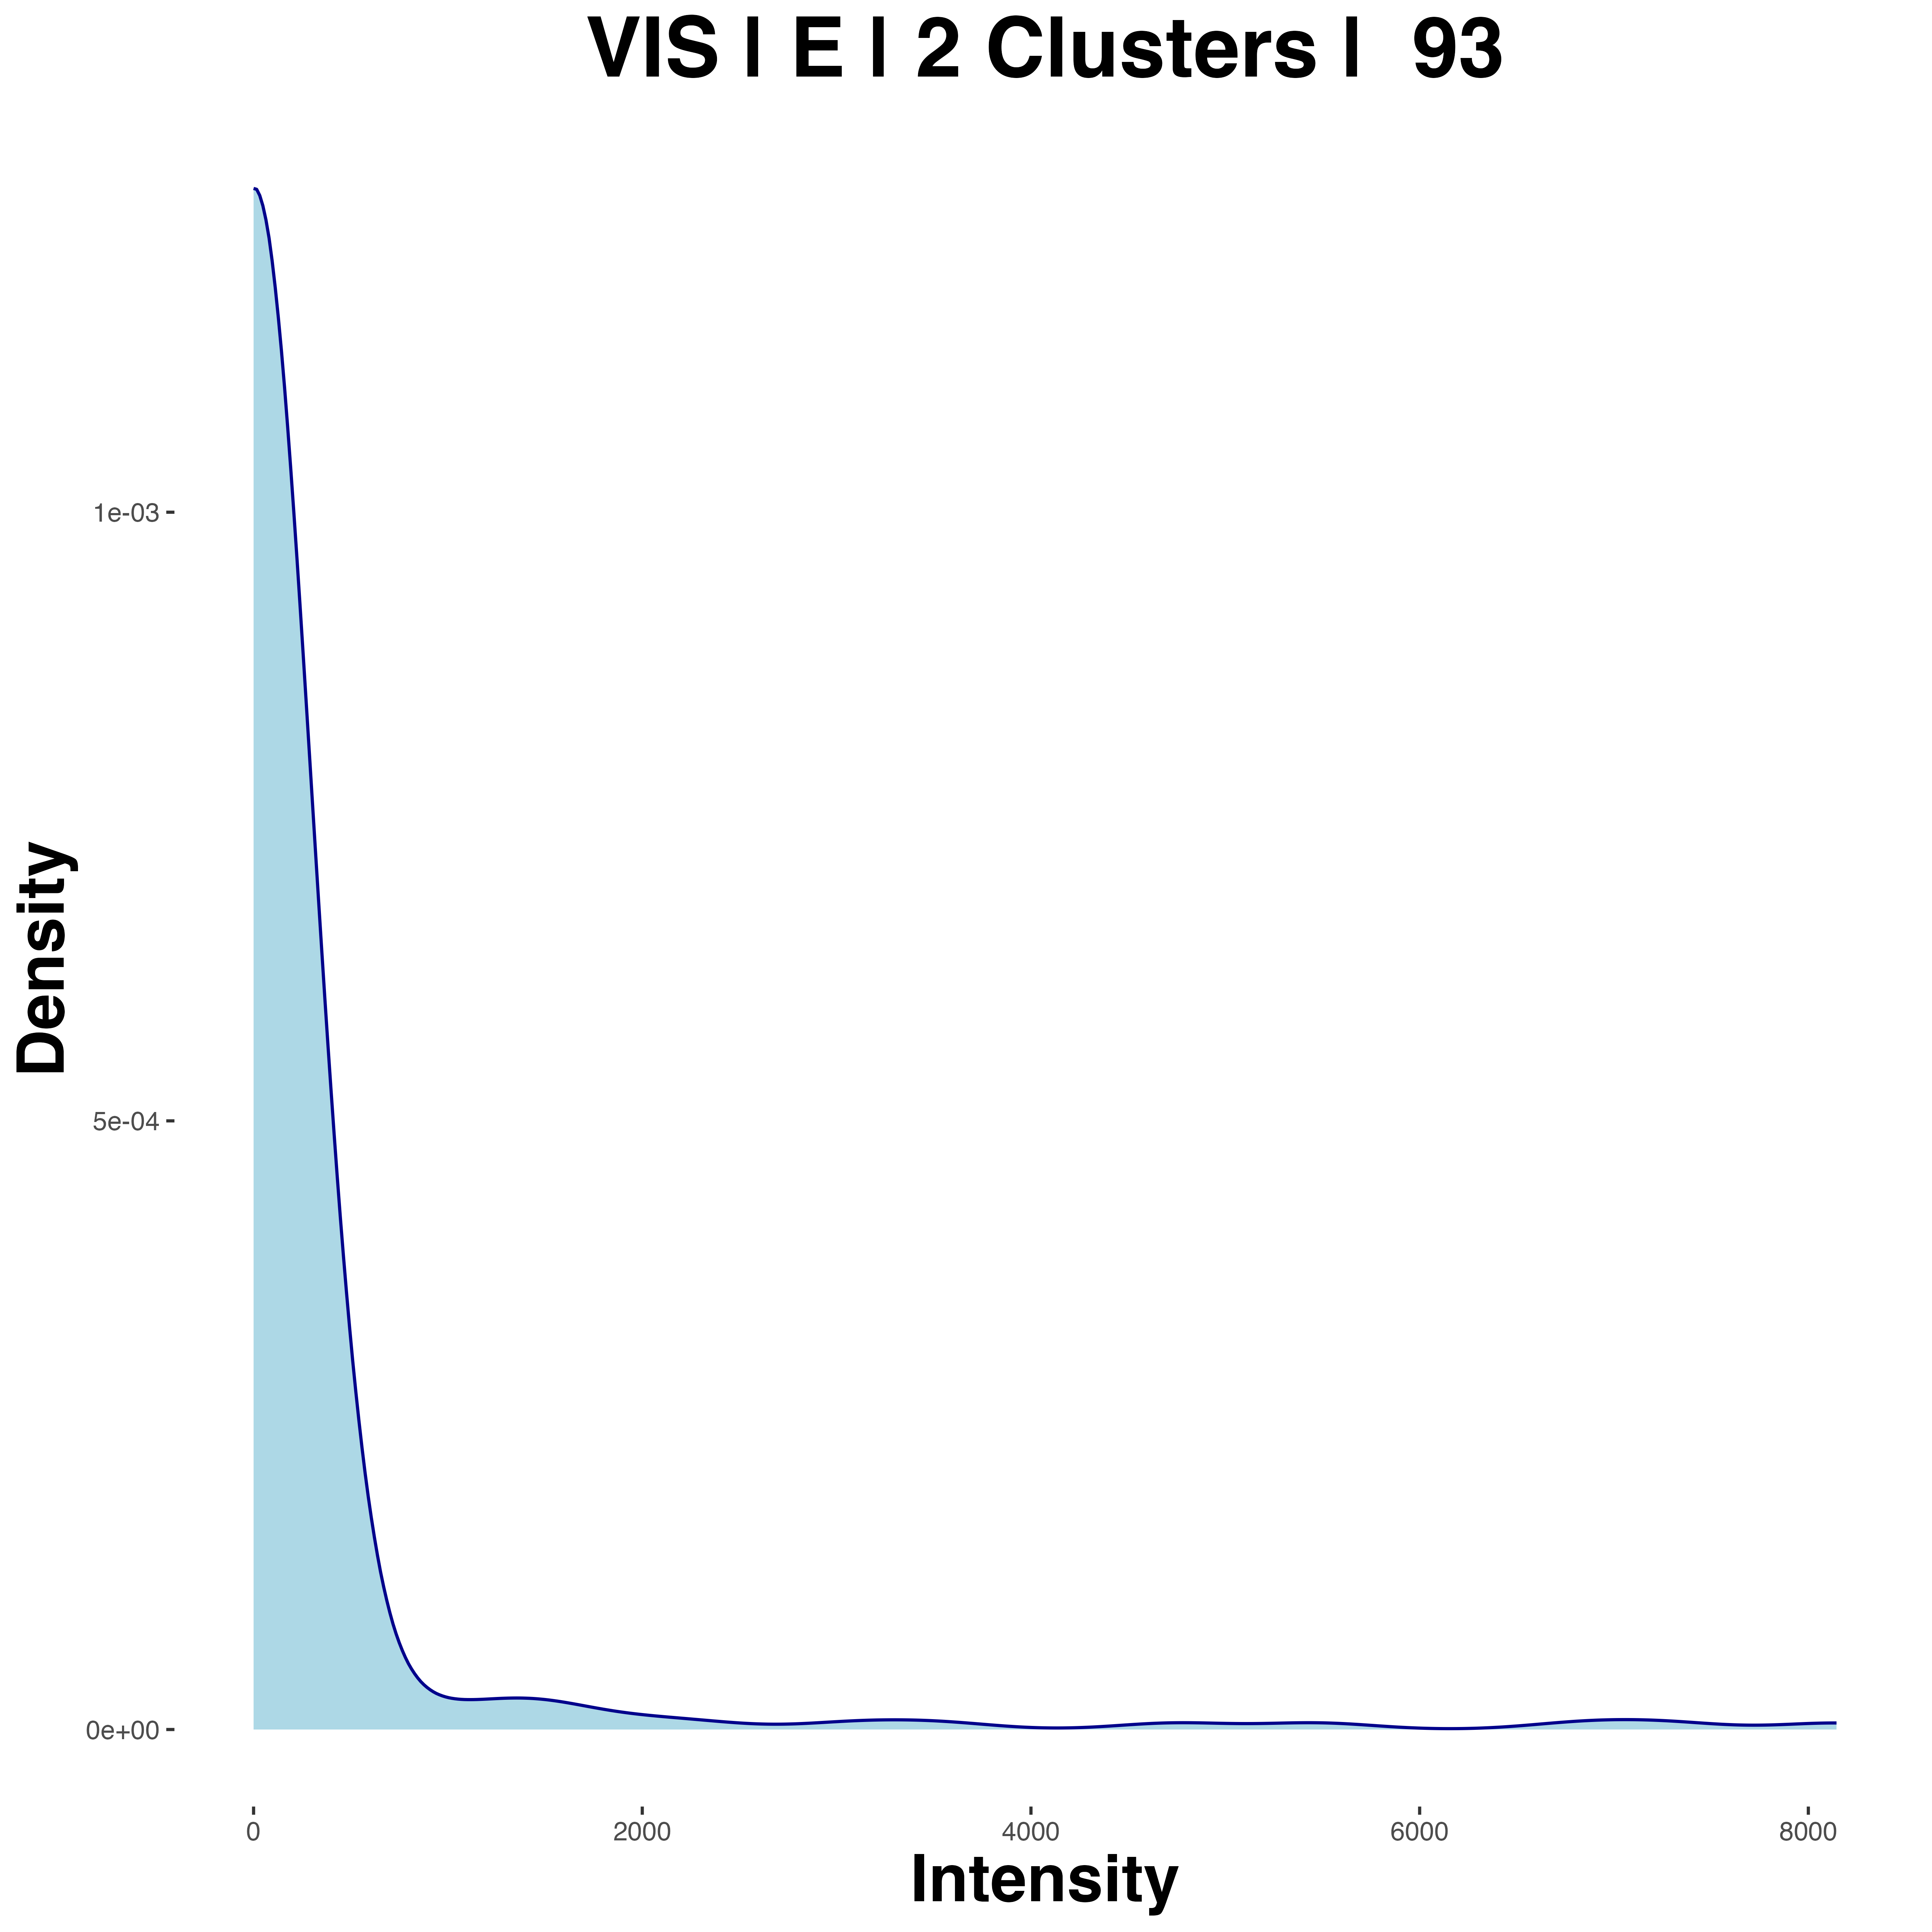 VIS | E | 2 Clusters | 93
1e-03
Density
5e-04
0e+00
0 2000 4000 6000 8000
Intensity